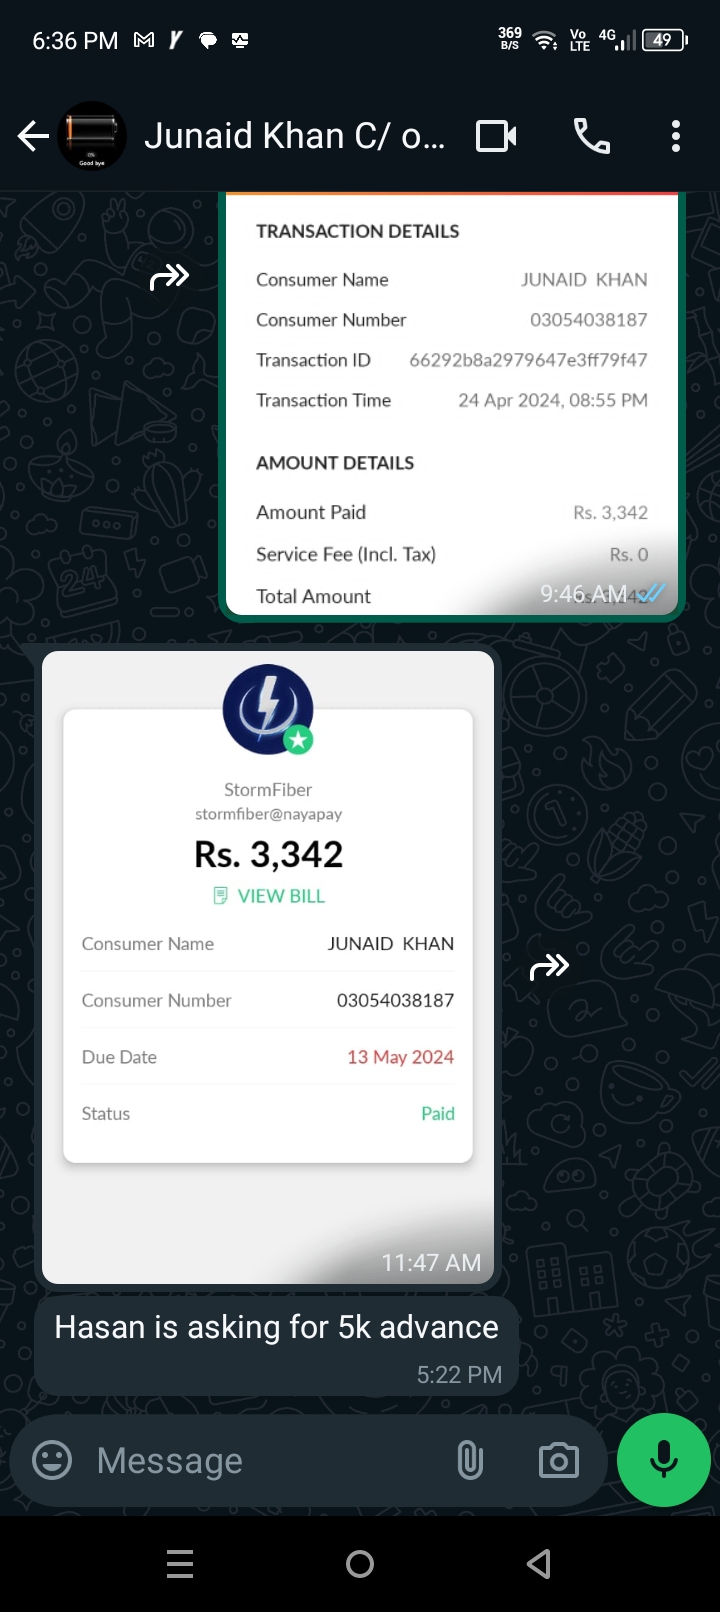 6:36 PM
369
B/S
Vo
LTE
4G
49
Good bye
Junaid Khan C/ o...
TRANSACTION DETAILS
Consumer Name JUNAID KHAN
Consumer Number 03054038187
Transaction ID 66292b8a2979647e3ff79f47
Transaction Time 24 Apr 2024, 08:55 PM
AMOUNT DETAILS
Amount Paid Rs. 3,342
Service Fee (Incl. Tax) Rs. 0
Total Amount
9:46 AM
StormFiber
stormfiber@nayapay
Rs. 3,342
VIEW BILL
Consumer Name JUNAID KHAN
Consumer Number 03054038187
Due Date 13 May 2024
Status Paid
11:47 AM
Hasan is asking for 5k advance
5:22 PM
Message